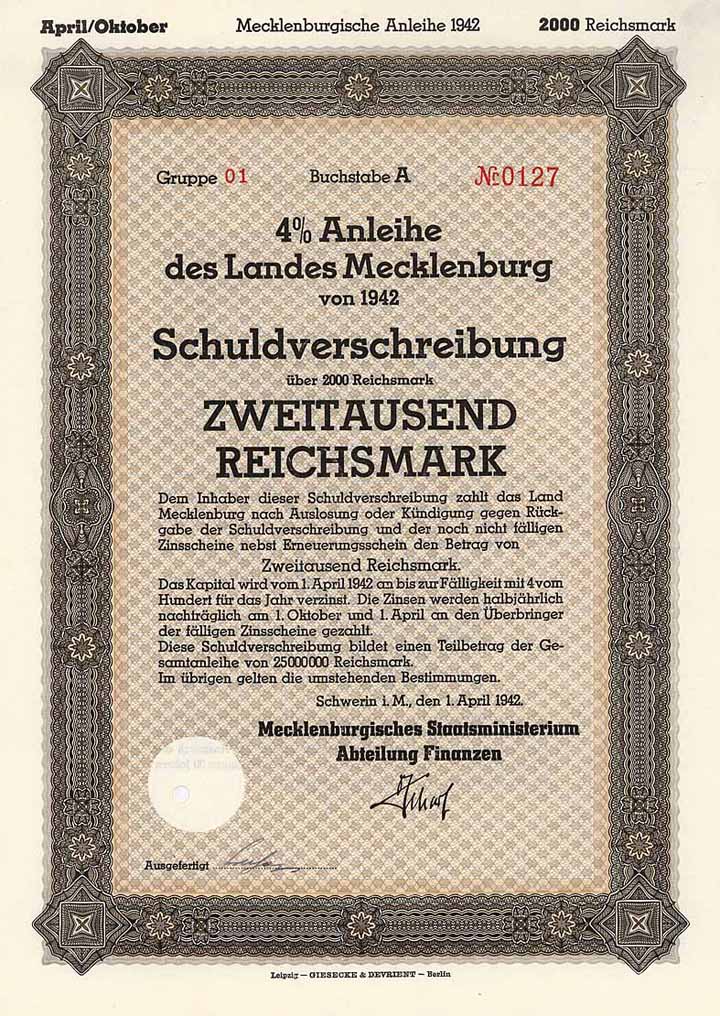 April/Oktober Mecklenburgische Anleihe 1942 2000 Reichsmark
Gruppe 01 Buchstabe A № 0127
4% Anleihe
des Landes Mecklenburg
von 1942
Schuldverschreibung
über 2000 Reichsmark
ZWEITAUSEND
REICHSMARK
Dem Inhaber dieser Schuldverschreibung zahlt das Land
Mecklenburg nach Auslosung oder Kündigung gegen Rück-
gabe der Schuldverschreibung und der noch nicht fälligen
Zinsscheine nebst Erneuerungsschein den Betrag von
Zweitausend Reichsmark.
Das Kapital wird vom 1. April 1942 an bis zur Fälligkeit mit 4 vom
Hundert für das Jahr verzinst. Die Zinsen werden halbjährlich
nachträglich am 1. Oktober und 1. April an den Überbringer
der fälligen Zinsscheine gezahlt.
Diese Schuldverschreibung bildet einen Teilbetrag der Ge-
samtanleihe von 25000000 Reichsmark.
Im übrigen gelten die umstehenden Bestimmungen.
Schwerin i. M., den 1. April 1942.
Mecklenburgisches Staatsministerium
Abteilung Finanzen
Ausgefertigt
Leipzig — GIESECKE & DEVRIENT — Berlin